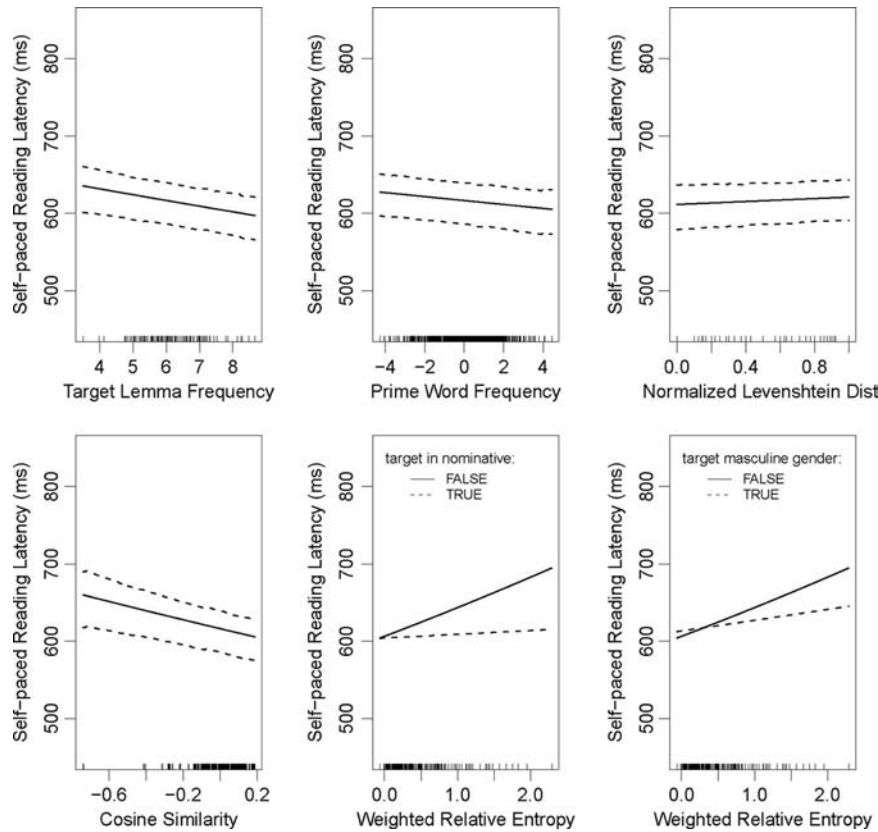 Self-paced Reading Latency (ms)
500 600 700 800
4 5 6 7 8
Target Lemma Frequency
Self-paced Reading Latency (ms)
500 600 700 800
−4 −2 0 2 4
Prime Word Frequency
Self-paced Reading Latency (ms)
500 600 700 800
0.0 0.4 0.8
Normalized Levenshtein Dist
Self-paced Reading Latency (ms)
500 600 700 800
−0.6 −0.2 0.2
Cosine Similarity
Self-paced Reading Latency (ms)
500 600 700 800
target in nominative:
FALSE
TRUE
0.0 1.0 2.0
Weighted Relative Entropy
Self-paced Reading Latency (ms)
500 600 700 800
target masculine gender:
FALSE
TRUE
0.0 1.0 2.0
Weighted Relative Entropy